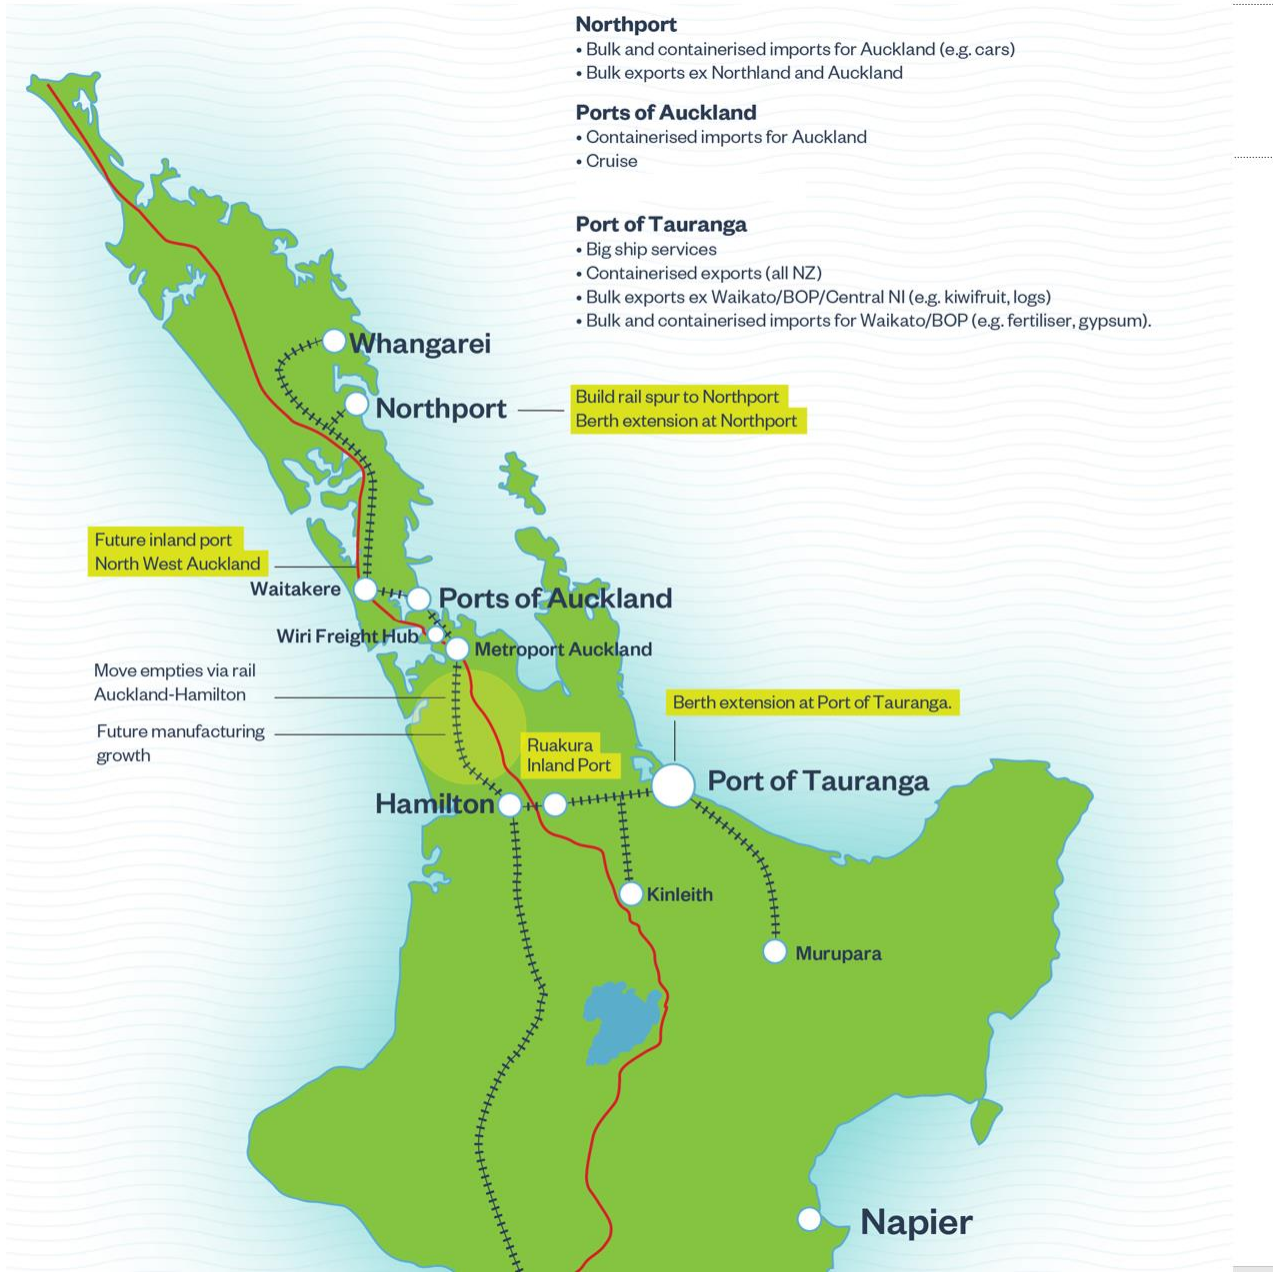 Northport
• Bulk and containerised imports for Auckland (e.g. cars)
• Bulk exports ex Northland and Auckland
Ports of Auckland
• Containerised imports for Auckland
• Cruise
Port of Tauranga
• Big ship services
• Containerised exports (all NZ)
• Bulk exports ex Waikato/BOP/Central NI (e.g. kiwifruit, logs)
• Bulk and containerised imports for Waikato/BOP (e.g. fertiliser, gypsum).
Whangarei
Northport
Build rail spur to Northport
Berth extension at Northport
Future inland port
North West Auckland
Waitakere
Ports of Auckland
Wiri Freight Hub
Metroport Auckland
Move empties via rail
Auckland-Hamilton
Future manufacturing
growth
Berth extension at Port of Tauranga.
Ruakura
Inland Port
Port of Tauranga
Hamilton
Kinleith
Murupara
Napier